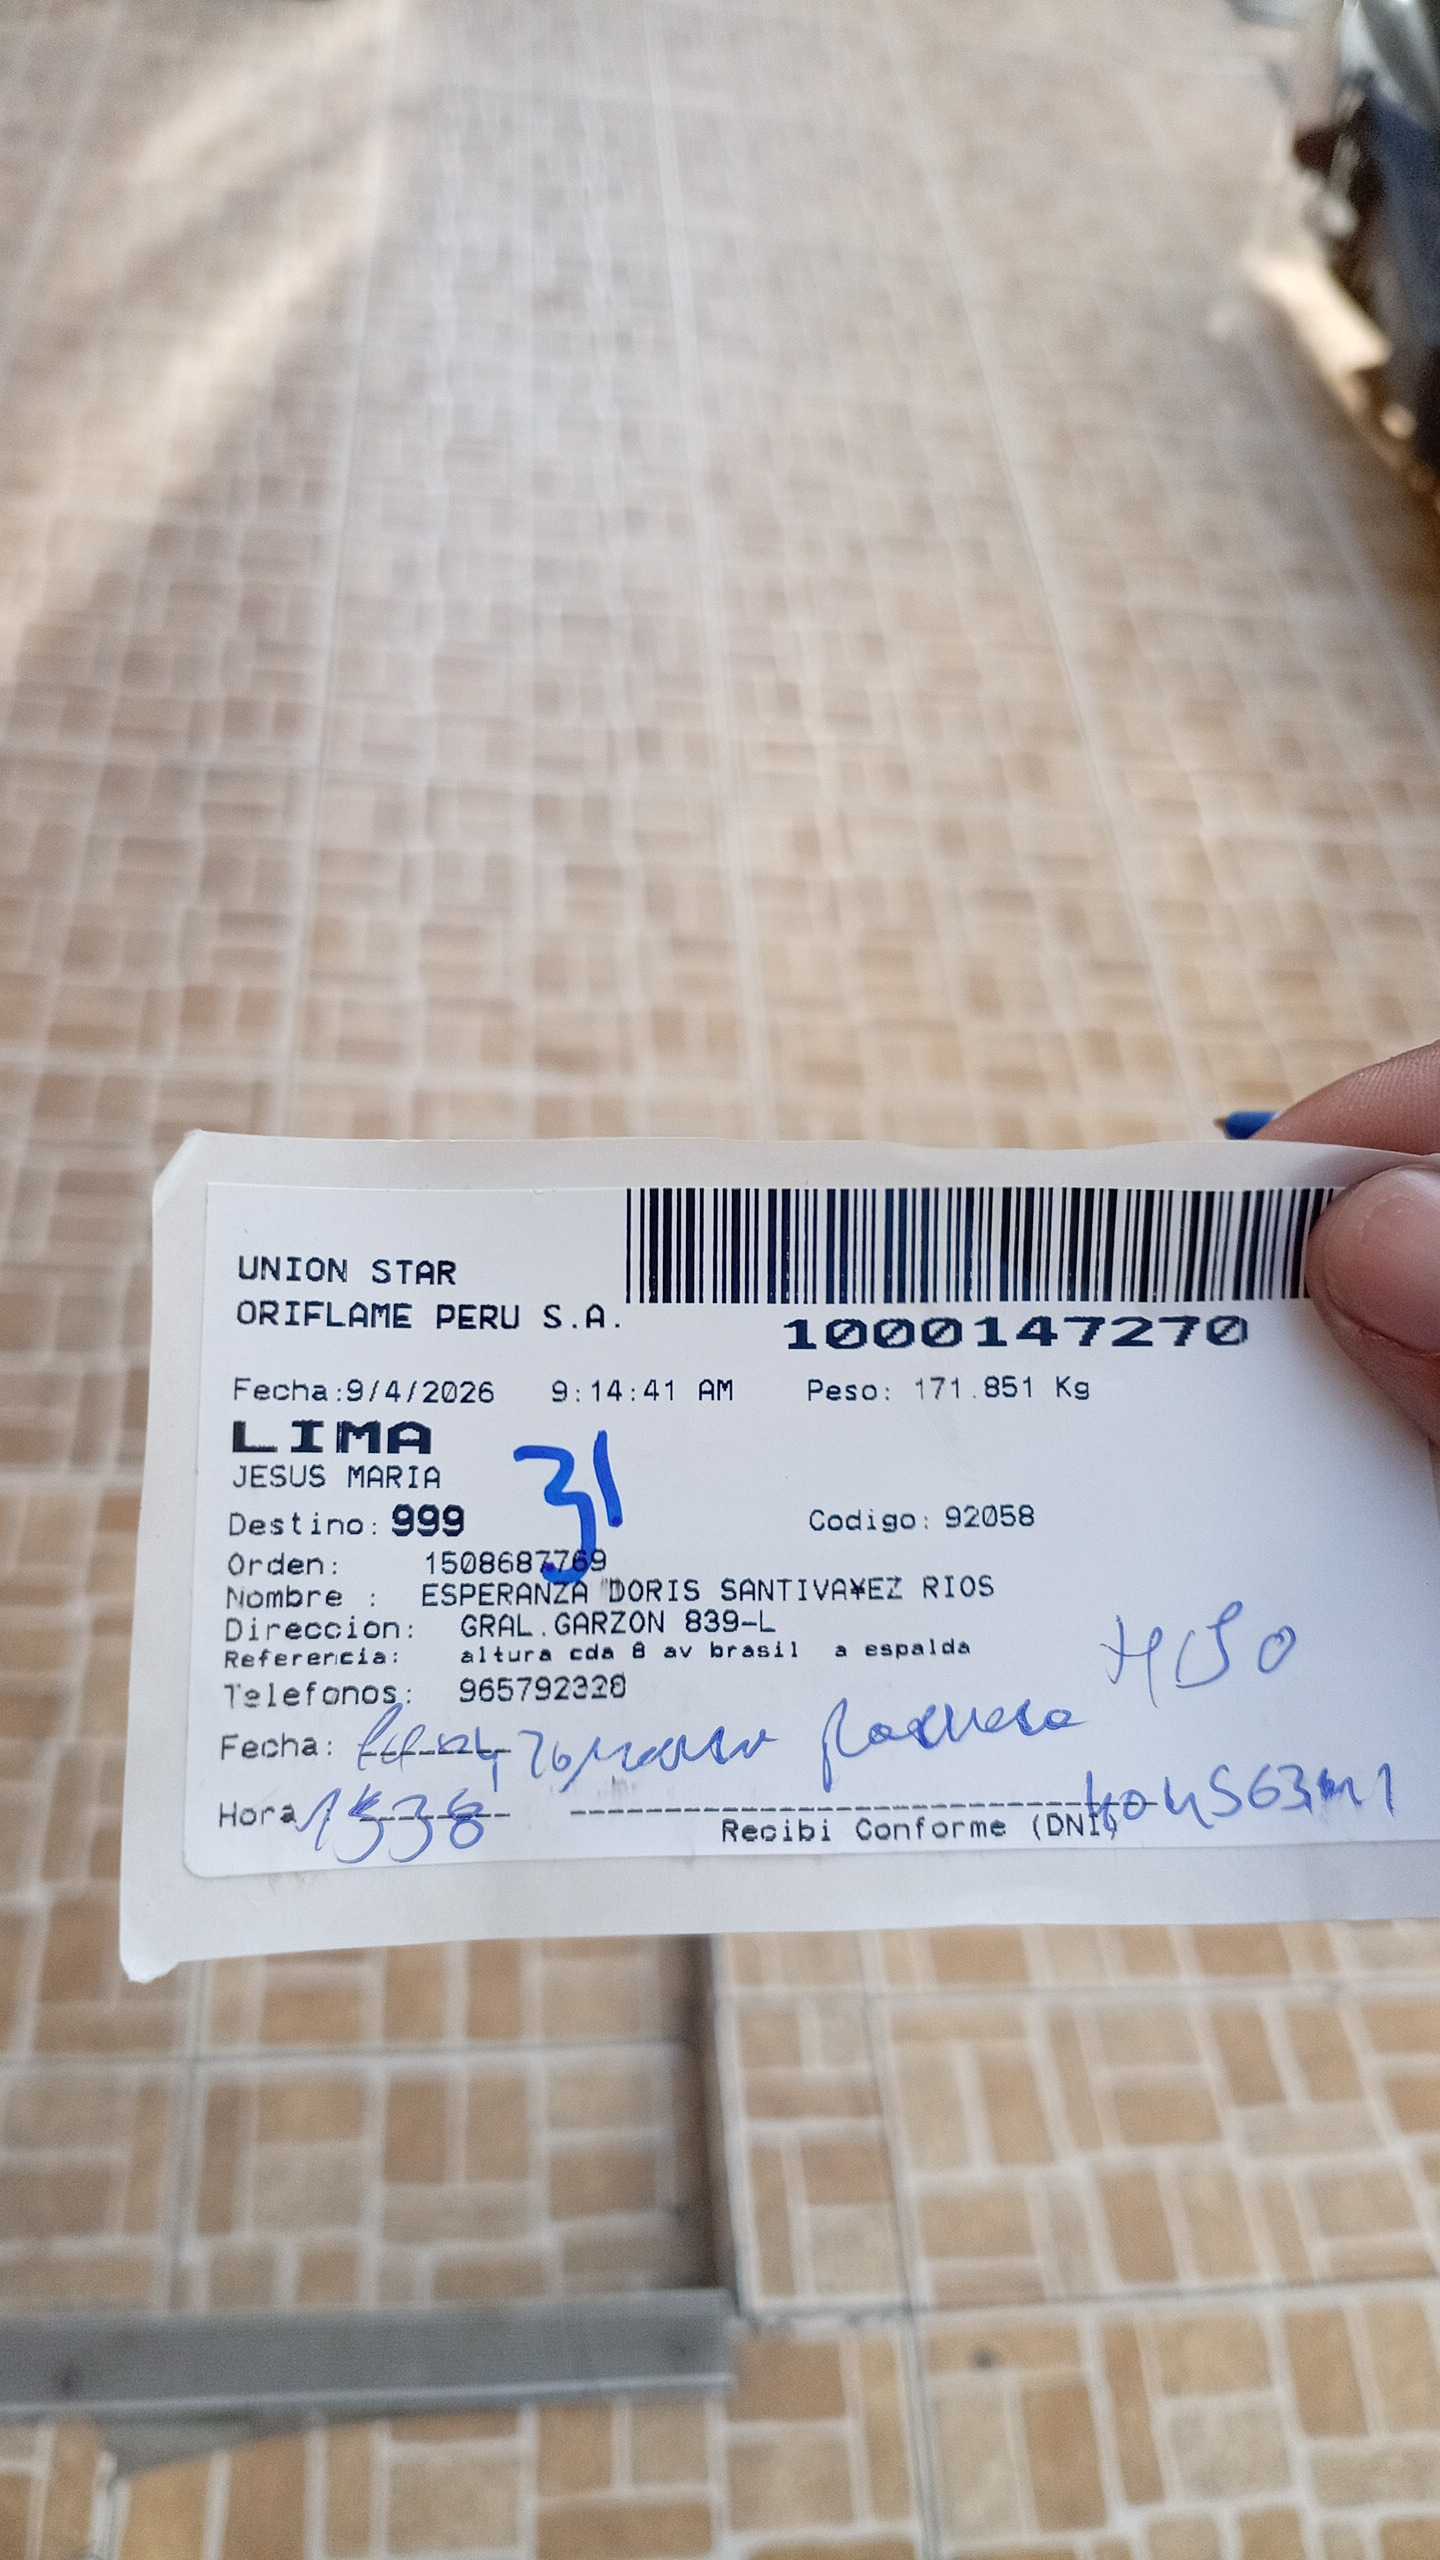 UNION STAR
ORIFLAME PERU S.A.
1000147270
Fecha:9/4/2026 9:14:41 AM Peso: 171.851 Kg
LIMA
31
JESUS MARIA
Destino: 999 Codigo: 92058
Orden: 1508687769
Nombre : ESPERANZA DORIS SANTIVA¥EZ RIOS
Direccion: GRAL.GARZON 839-L
Referencia: altura cda 8 av brasil a espalda
Telefonos: 965792320
Fecha:
Hora 1538
Recibi Conforme (DNI)